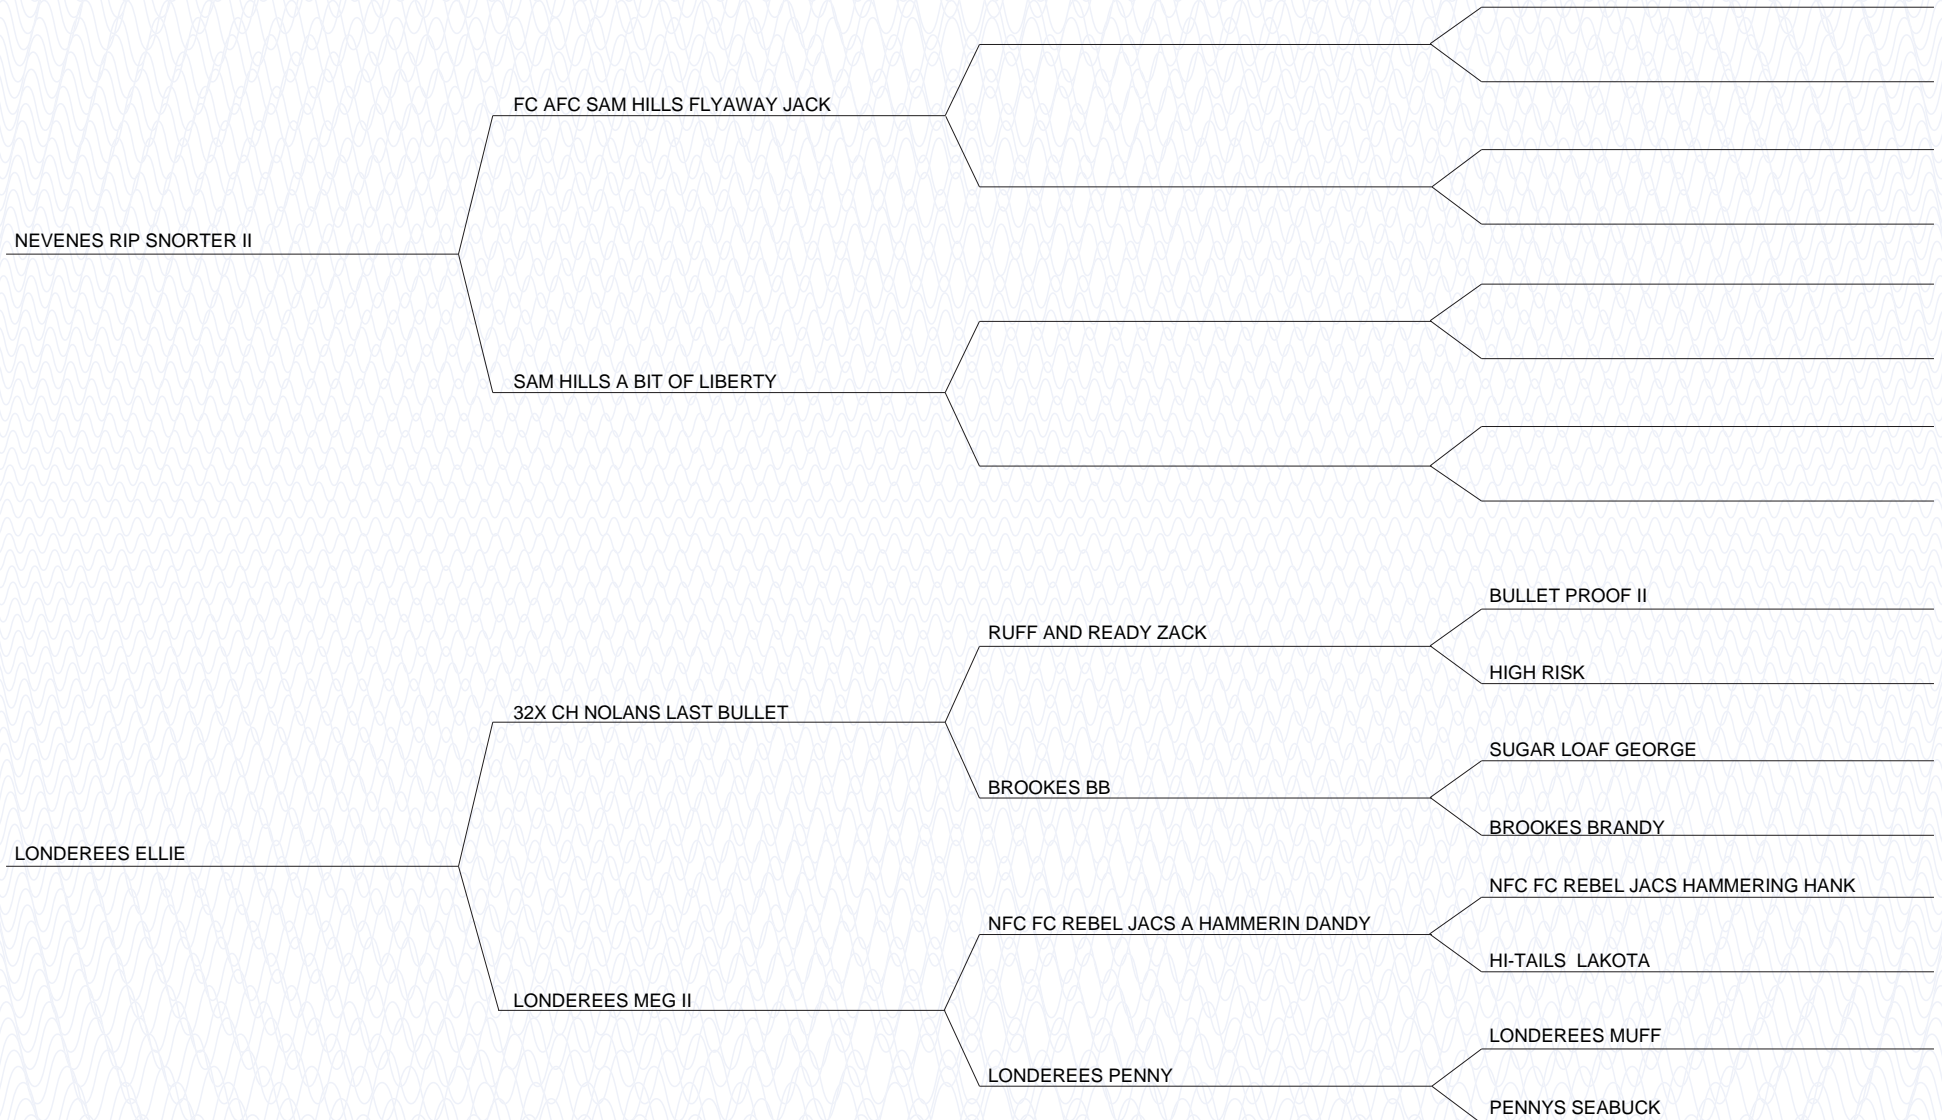 FC AFC SAM HILLS FLYAWAY JACK
NEVENES RIP SNORTER II
SAM HILLS A BIT OF LIBERTY
BULLET PROOF II
RUFF AND READY ZACK
HIGH RISK
32X CH NOLANS LAST BULLET
SUGAR LOAF GEORGE
BROOKES BB
BROOKES BRANDY
LONDEREES ELLIE
NFC FC REBEL JACS HAMMERING HANK
NFC FC REBEL JACS A HAMMERIN DANDY
HI-TAILS  LAKOTA
LONDEREES MEG II
LONDEREES MUFF
LONDEREES PENNY
PENNYS SEABUCK